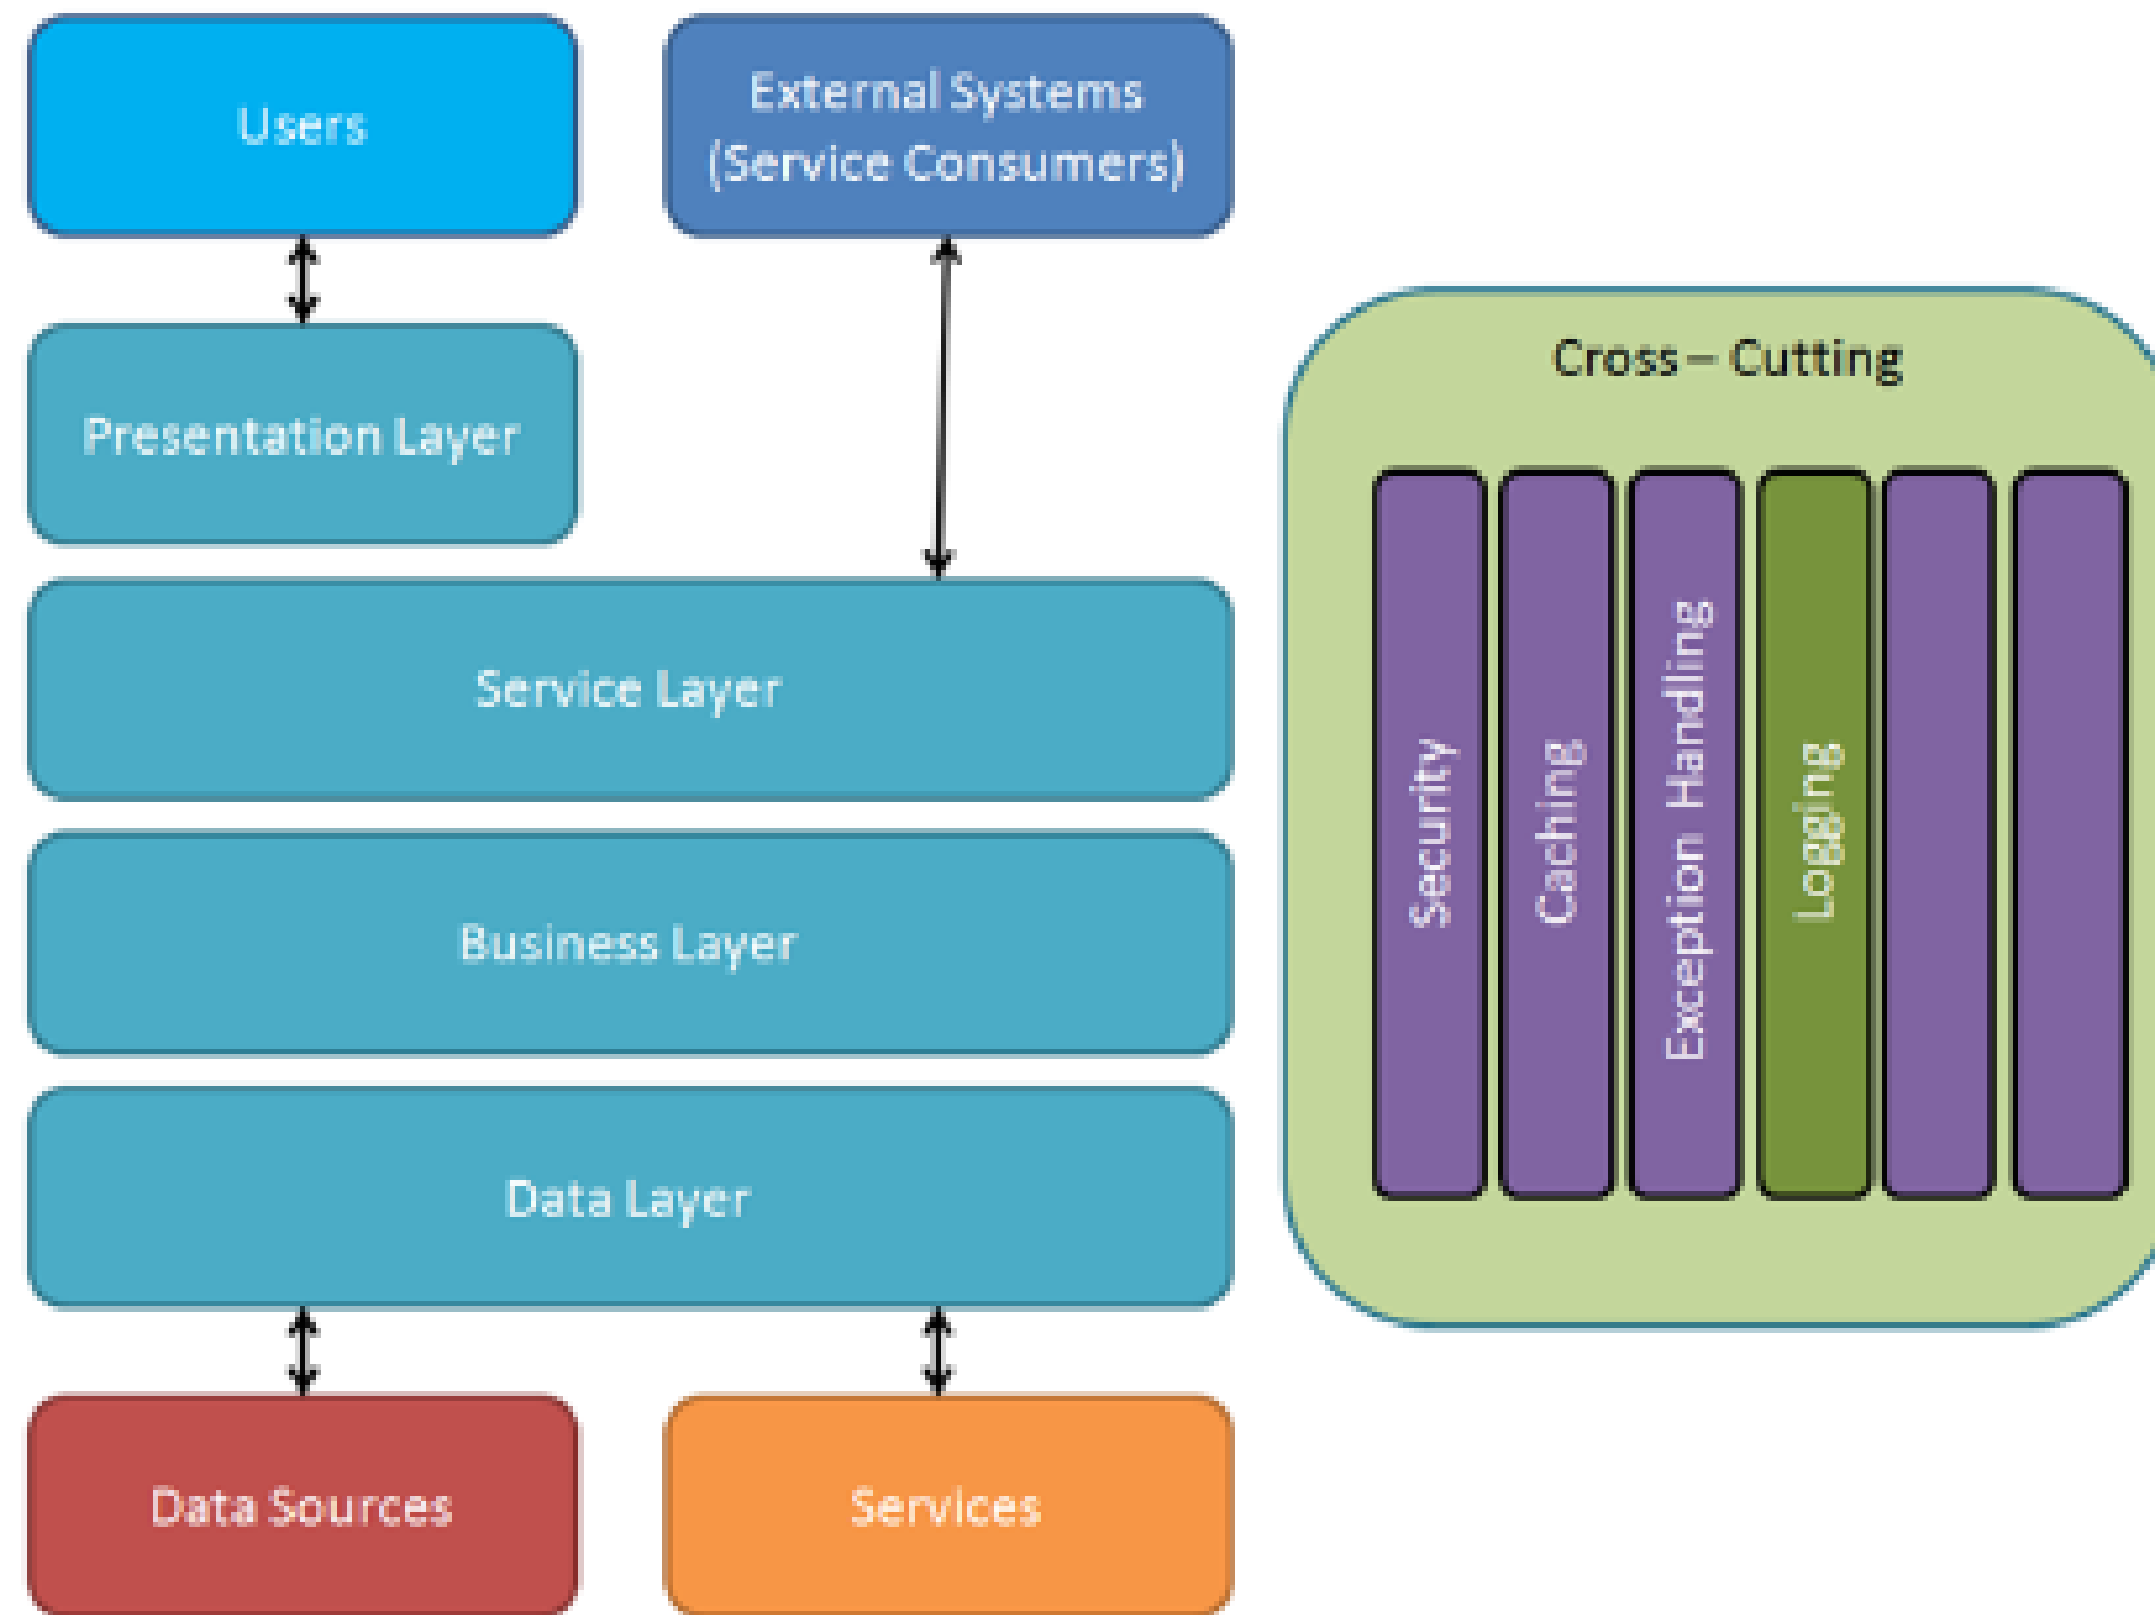 Users
External Systems
(Service Consumers)
Presentation Layer
Service Layer
Business Layer
Data Layer
Data Sources
Services
Cross – Cutting
Security
Caching
Exception Handling
Logging